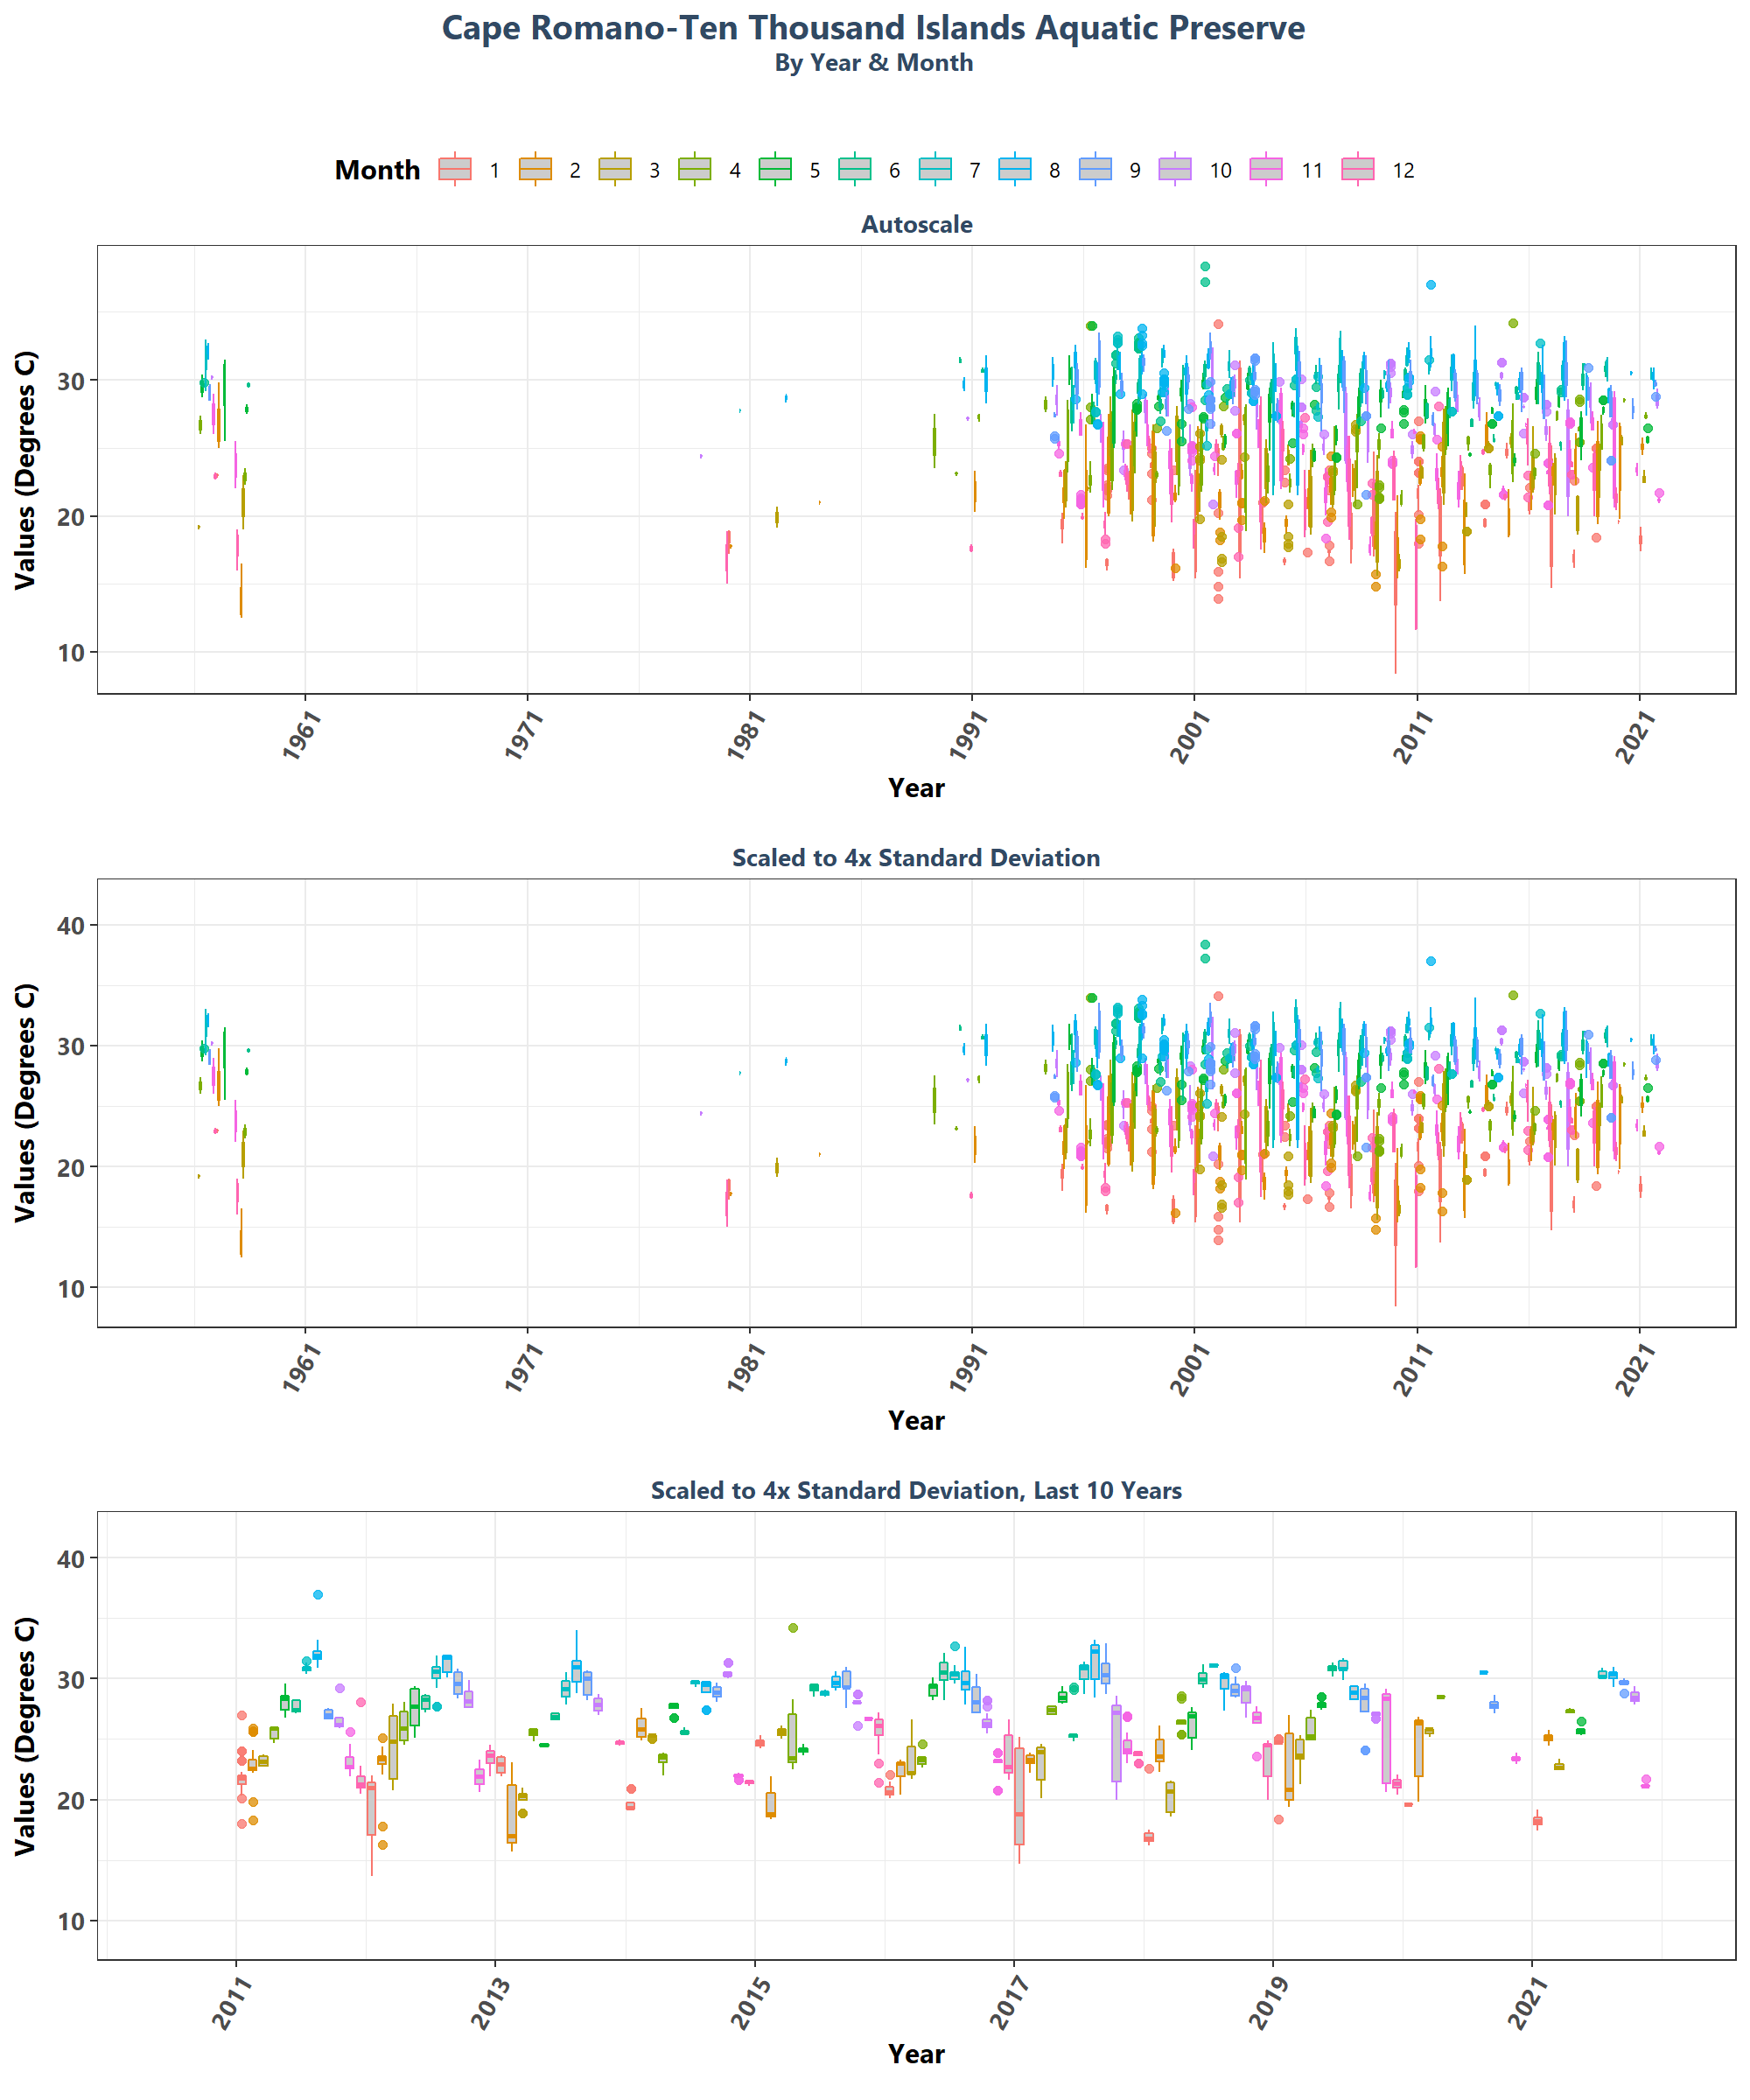 Cape Romano-Ten Thousand Islands Aquatic Preserve
By Year & Month
Month 1 2 3 4 5 6 7 8 9 10 11 12
Autoscale
Values (Degrees C)
30
20
10
1961 1971 1981 1991 2001 2011 2021
Year
Scaled to 4x Standard Deviation
Values (Degrees C)
40
30
20
10
1961 1971 1981 1991 2001 2011 2021
Year
Scaled to 4x Standard Deviation, Last 10 Years
Values (Degrees C)
40
30
20
10
2011 2013 2015 2017 2019 2021
Year